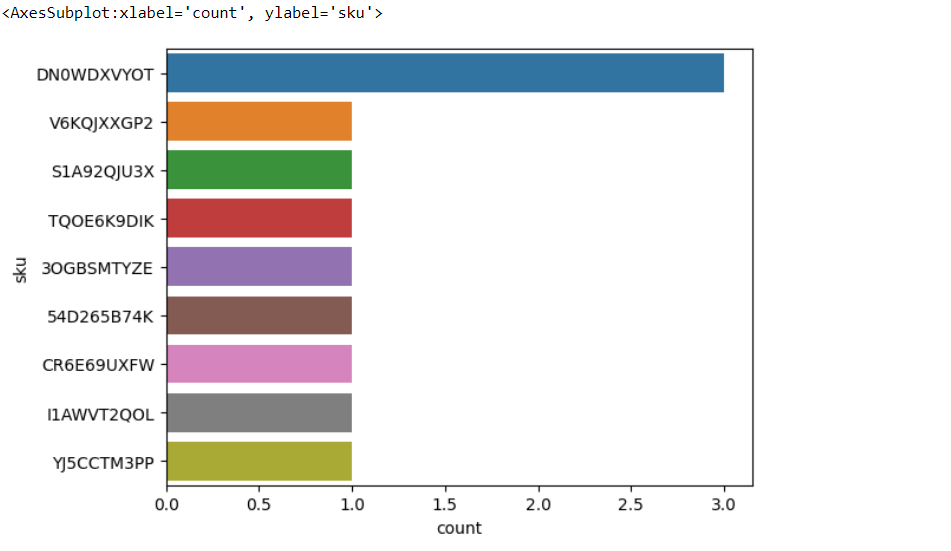 <AxesSubplot:xlabel='count', ylabel='sku'>
DN0WDXVYOT
V6KQJXXGP2
S1A92QJU3X
TQOE6K9DIK
3OGBSMTYZE
54D265B74K
CR6E69UXFW
I1AWVT2QOL
YJ5CCTM3PP
sku
0.0 0.5 1.0 1.5 2.0 2.5 3.0
count